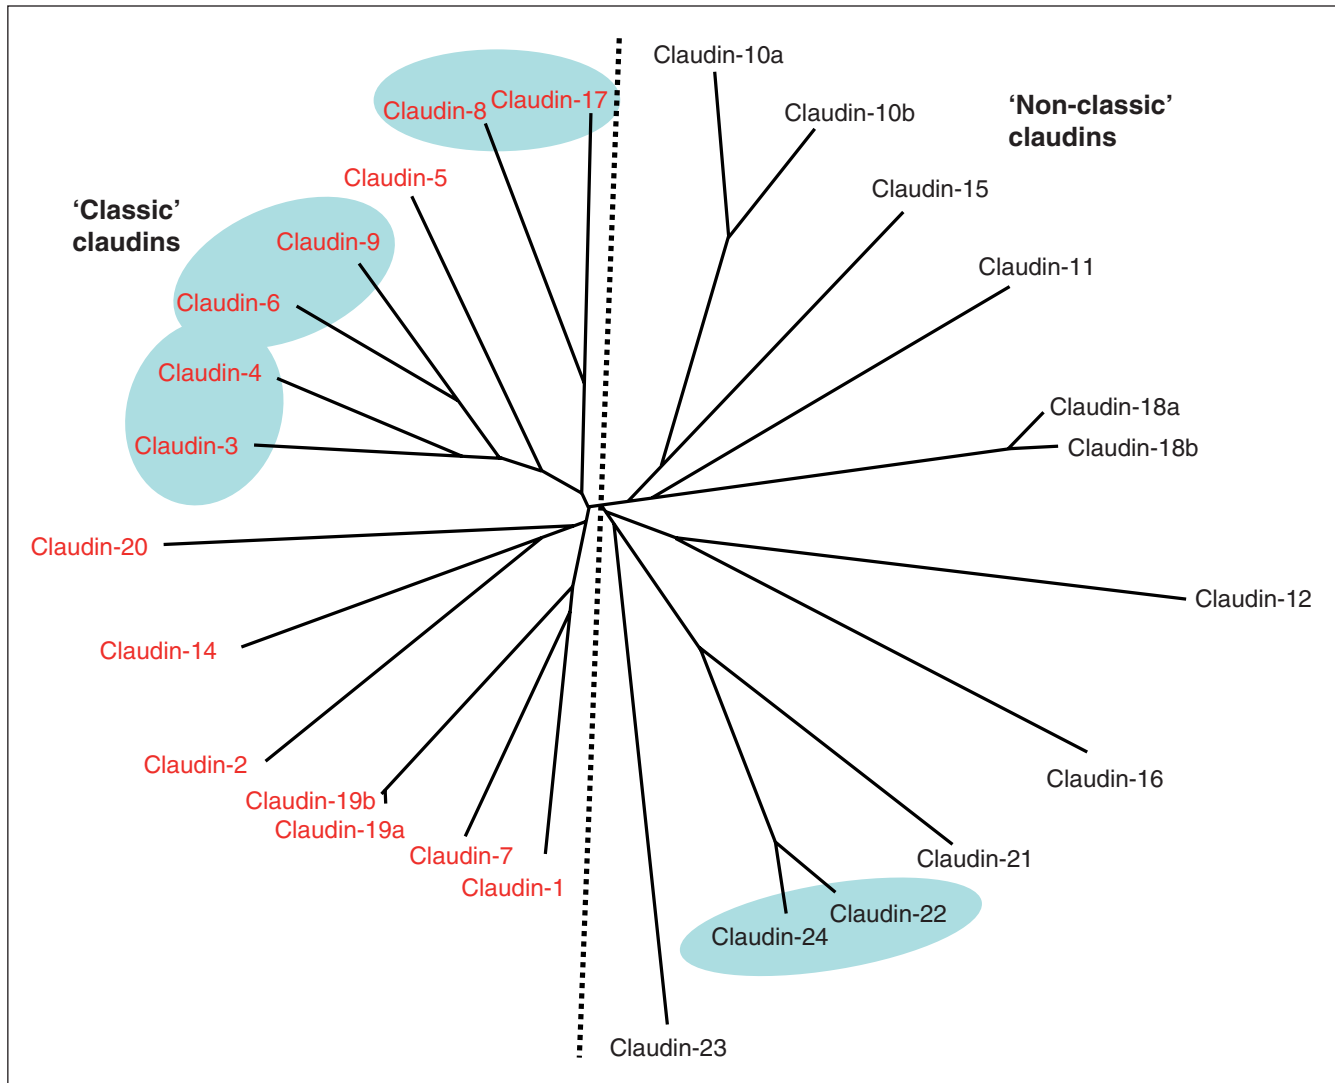 Claudin-10a
Claudin-8
Claudin-17
Claudin-10b
'Non-classic'
claudins
Claudin-5
Claudin-15
'Classic'
claudins
Claudin-9
Claudin-11
Claudin-6
Claudin-4
Claudin-18a
Claudin-3
Claudin-18b
Claudin-20
Claudin-12
Claudin-14
Claudin-2
Claudin-16
Claudin-19b
Claudin-19a
Claudin-7
Claudin-21
Claudin-1
Claudin-22
Claudin-24
Claudin-23